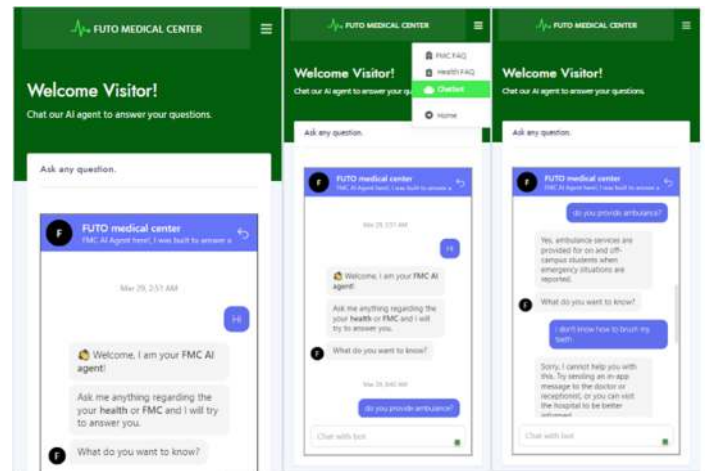 FUTO MEDICAL CENTER
Welcome Visitor!
Chat our AI agent to answer your questions.
Ask any question.
F
FUTO medical center
FMC AI Agent here!, I was built to answer a
Mar 29, 2:51 AM
Hi
Welcome, I am your FMC AI
agent!
Ask me anything regarding the
your health or FMC and I will try
to answer you.
F
What do you want to know?
FUTO MEDICAL CENTER
FMC FAQ
Health FAQ
Chatbot
Home
Welcome Visitor!
Chat our AI agent to answer your qu
Ask any question.
F
FUTO medical center
FMC AI Agent here!, I was built to answer a
Mar 29, 2:51 AM
Hi
Welcome, I am your FMC AI
agent!
Ask me anything regarding the
your health or FMC and I will
try to answer you.
F
What do you want to know?
do you provide ambulance?
Chat with bot
FUTO MEDICAL CENTER
Welcome Visitor!
Chat our AI agent to answer your questions.
Ask any question.
F
FUTO medical center
FMC AI Agent here!, I was built to answer a
do you provide ambulance?
Yes, ambulance services are
provided for on and off-
campus students when
emergency situations are
reported.
F
What do you want to know?
I don't know how to brush my
teeth
Sorry, I cannot help you with
this. Try sending an in-app
message to the doctor or
receptionist, or you can visit
the hospital to be better
informed
Chat with bot